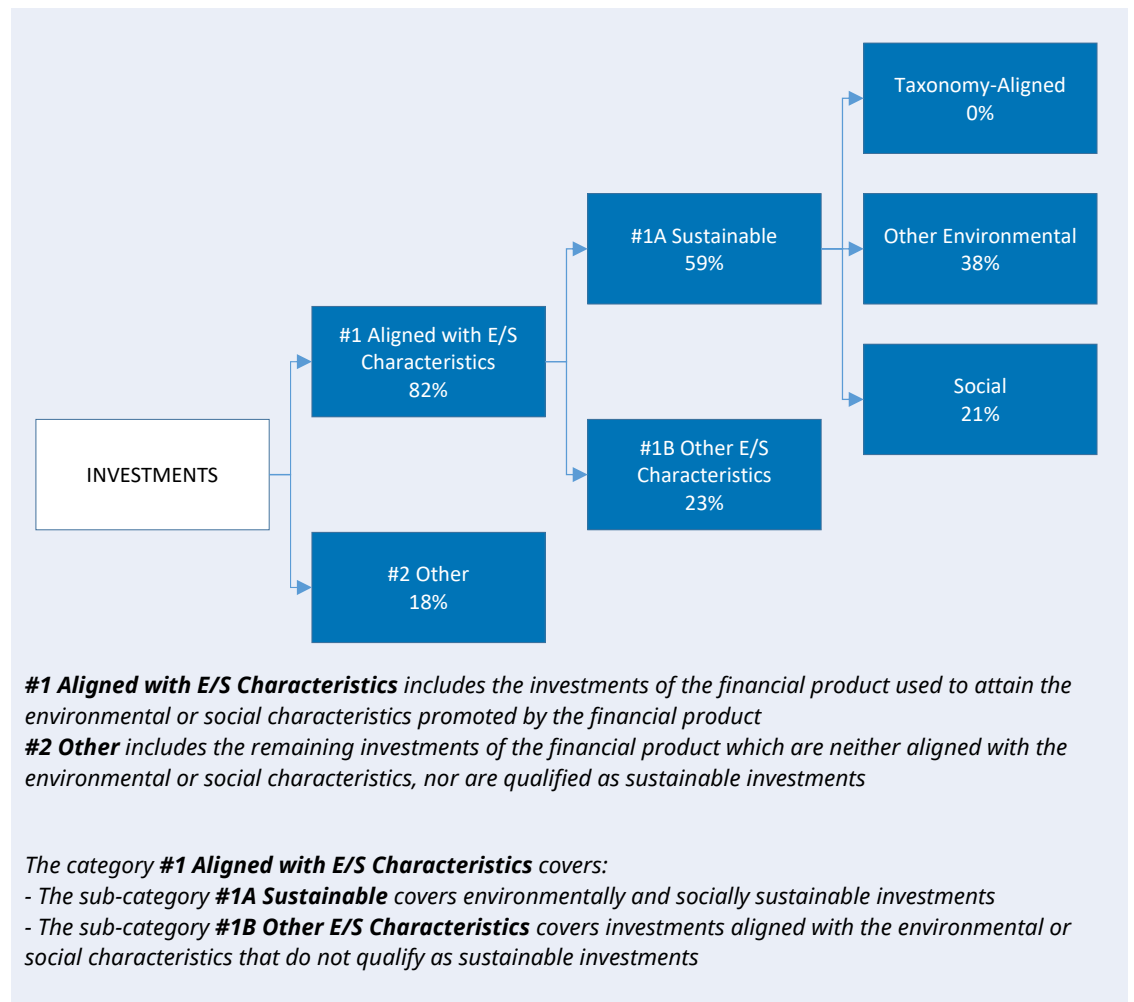 Taxonomy-Aligned
0%
#1A Sustainable
59%
Other Environmental
38%
#1 Aligned with E/S
Characteristics
82%
Social
21%
INVESTMENTS
#1B Other E/S
Characteristics
23%
#2 Other
18%
#1 Aligned with E/S Characteristics includes the investments of the financial product used to attain the
environmental or social characteristics promoted by the financial product
#2 Other includes the remaining investments of the financial product which are neither aligned with the
environmental or social characteristics, nor are qualified as sustainable investments
The category #1 Aligned with E/S Characteristics covers:
- The sub-category #1A Sustainable covers environmentally and socially sustainable investments
- The sub-category #1B Other E/S Characteristics covers investments aligned with the environmental or
social characteristics that do not qualify as sustainable investments